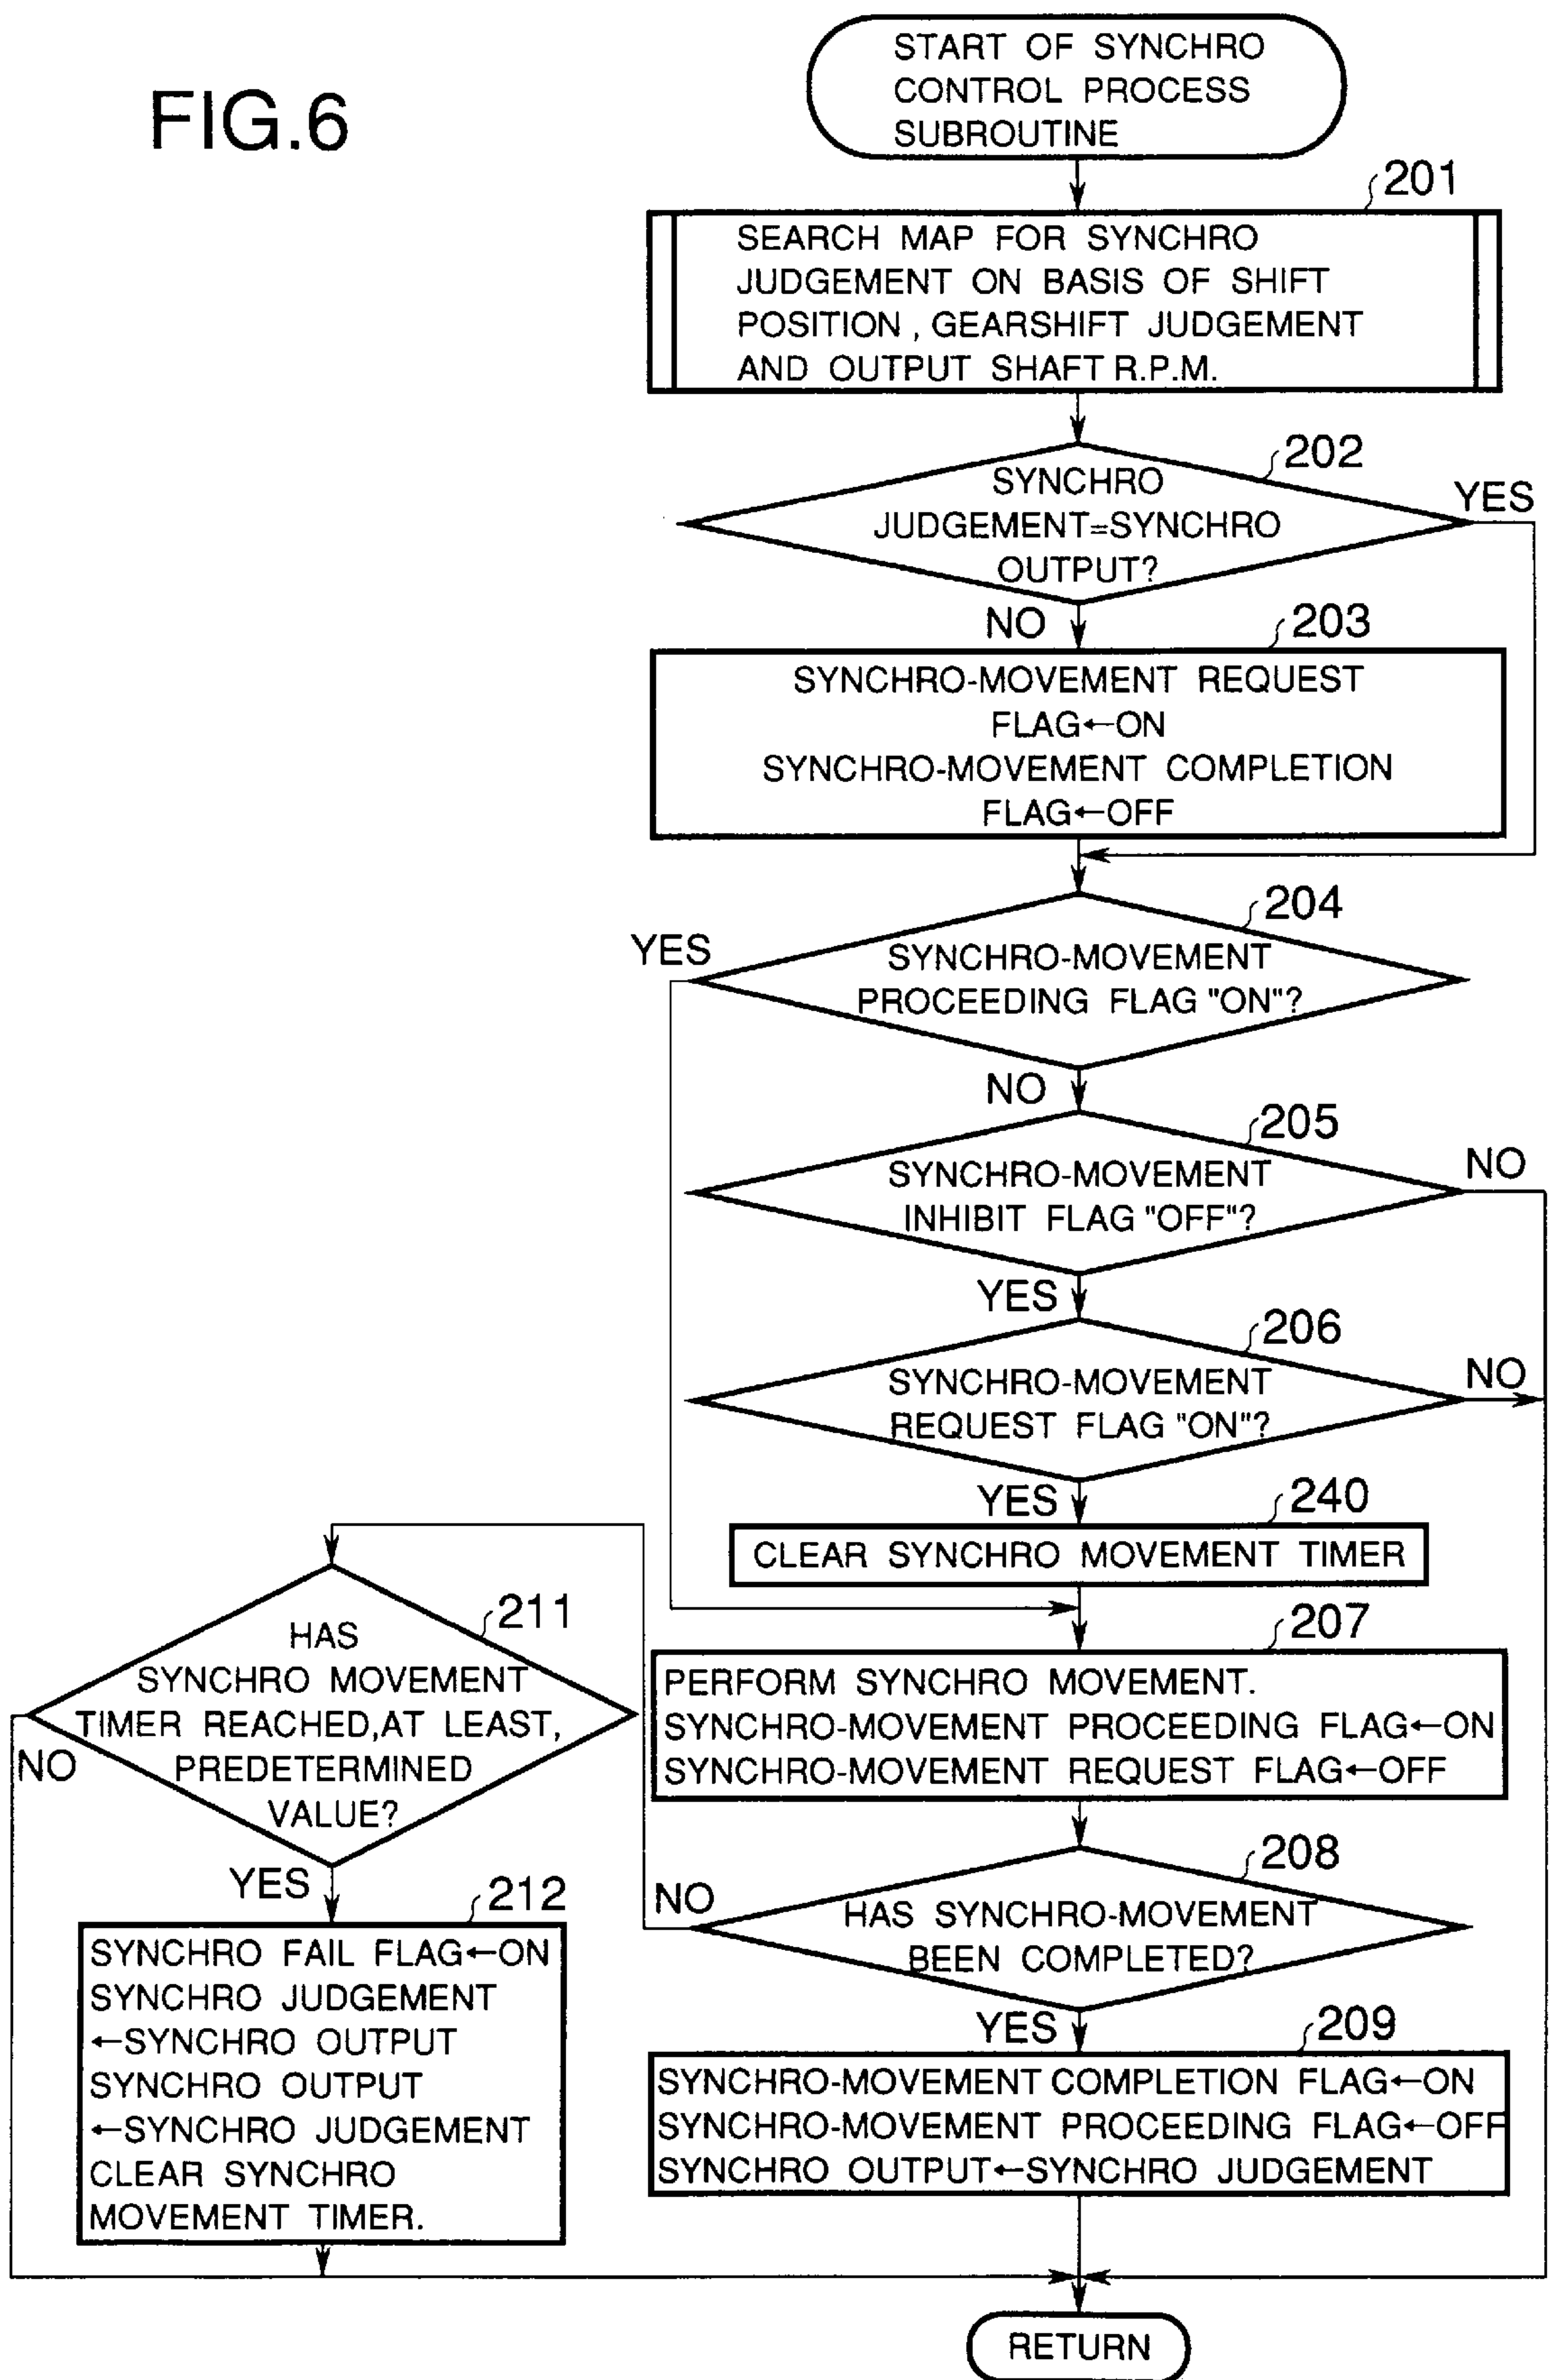 FIG.6
START OF SYNCHRO
CONTROL PROCESS
SUBROUTINE
201
SEARCH MAP FOR SYNCHRO
JUDGEMENT ON BASIS OF SHIFT
POSITION, GEARSHIFT JUDGEMENT
AND OUTPUT SHAFT R.P.M.
202
SYNCHRO
JUDGEMENT=SYNCHRO
OUTPUT?
YES
NO
203
SYNCHRO-MOVEMENT REQUEST
FLAG←ON
SYNCHRO-MOVEMENT COMPLETION
FLAG←OFF
204
YES
SYNCHRO-MOVEMENT
PROCEEDING FLAG "ON"?
NO
205
SYNCHRO-MOVEMENT
INHIBIT FLAG "OFF"?
NO
YES
206
SYNCHRO-MOVEMENT
REQUEST FLAG "ON"?
NO
YES
240
CLEAR SYNCHRO MOVEMENT TIMER
207
PERFORM SYNCHRO MOVEMENT.
SYNCHRO-MOVEMENT PROCEEDING FLAG←ON
SYNCHRO-MOVEMENT REQUEST FLAG←OFF
208
NO
HAS SYNCHRO-MOVEMENT
BEEN COMPLETED?
YES
209
SYNCHRO-MOVEMENT COMPLETION FLAG←ON
SYNCHRO-MOVEMENT PROCEEDING FLAG←OFF
SYNCHRO OUTPUT←SYNCHRO JUDGEMENT
211
HAS
SYNCHRO MOVEMENT
TIMER REACHED,AT LEAST,
PREDETERMINED
VALUE?
NO
YES
212
SYNCHRO FAIL FLAG←ON
SYNCHRO JUDGEMENT
←SYNCHRO OUTPUT
SYNCHRO OUTPUT
←SYNCHRO JUDGEMENT
CLEAR SYNCHRO
MOVEMENT TIMER.
RETURN